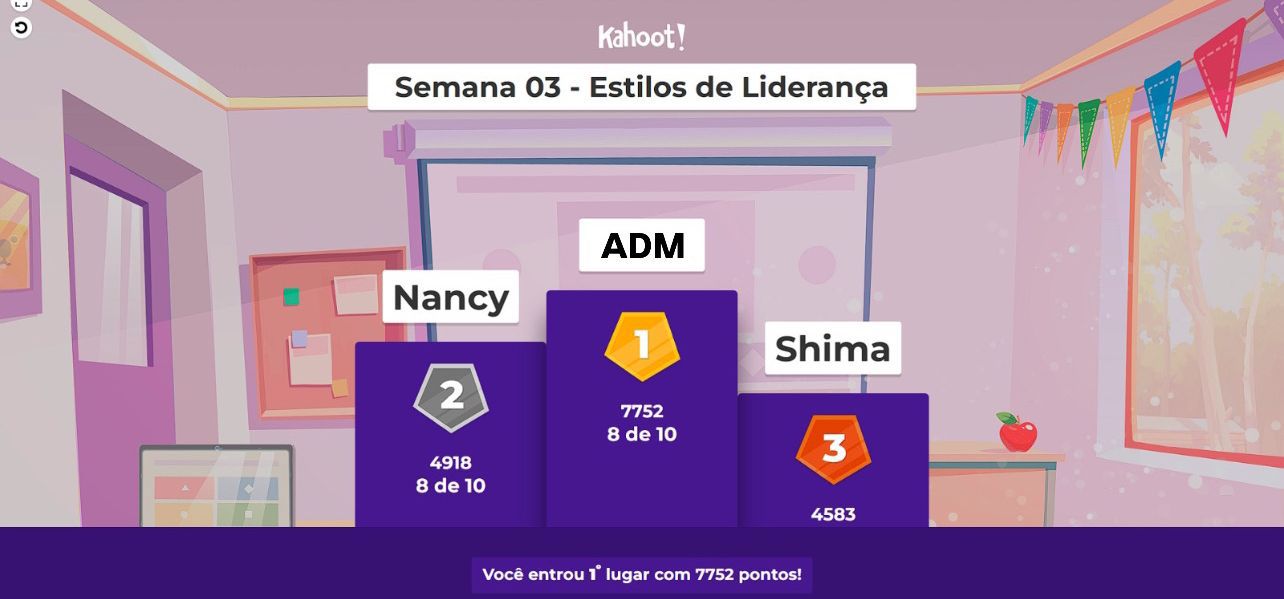 Kahoot!
Semana 03 - Estilos de Liderança
ADM
Nancy
1
Shima
2
7752
8 de 10
3
4918
8 de 10
4583
Você entrou 1° lugar com 7752 pontos!